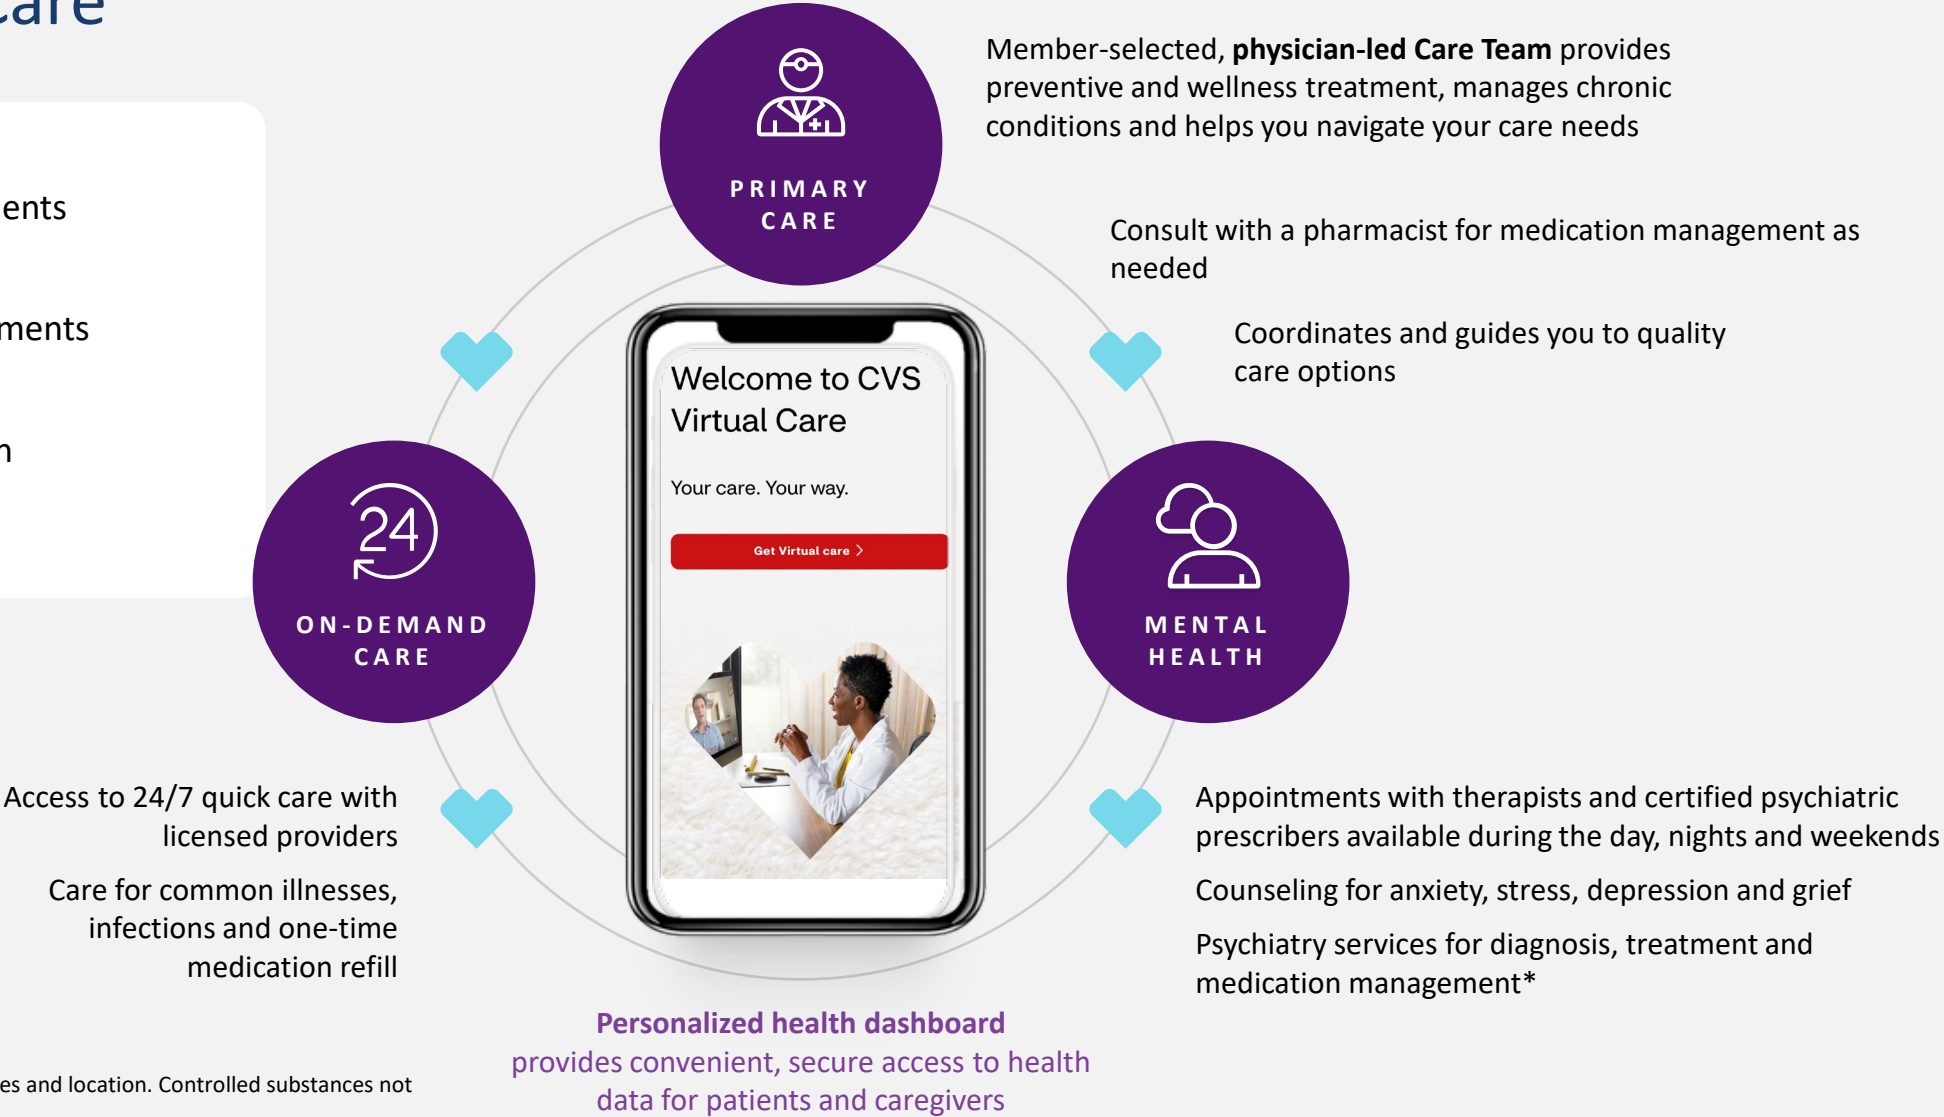 PRIMARY
CARE
Member-selected, physician-led Care Team provides
preventive and wellness treatment, manages chronic
conditions and helps you navigate your care needs
Consult with a pharmacist for medication management as
needed
Coordinates and guides you to quality
care options
Welcome to CVS
Virtual Care
Your care. Your way.
Get Virtual care >
24
ON-DEMAND
CARE
MENTAL
HEALTH
Access to 24/7 quick care with
licensed providers
Care for common illnesses,
infections and one-time
medication refill
Appointments with therapists and certified psychiatric
prescribers available during the day, nights and weekends
Counseling for anxiety, stress, depression and grief
Psychiatry services for diagnosis, treatment and
medication management*
Personalized health dashboard
provides convenient, secure access to health
data for patients and caregivers
and location. Controlled substances not